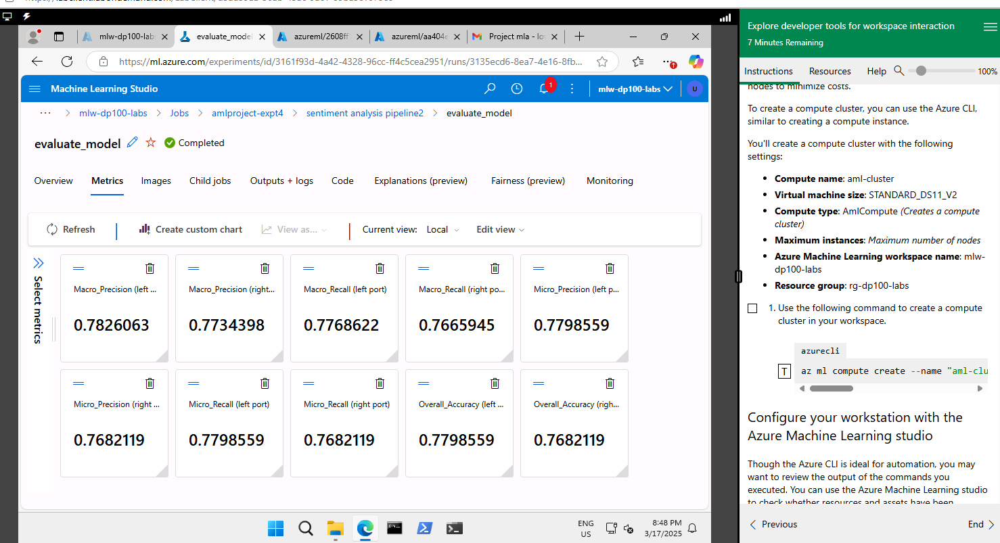 mlw-dp100-lab
evaluate_model
azureml/2608ff
azureml/aa404e
Project mla - lo
https://ml.azure.com/experiments/id/3161f93d-4a42-4328-96cc-ff4c5cea2951/runs/3135ecd6-8ea7-4e16-8fb...
Machine Learning Studio
1
mlw-dp100-labs
U
... > mlw-dp100-labs > Jobs > amlproject-expt4 > sentiment analysis pipeline2 > evaluate_model
evaluate_model
Completed
Overview Metrics Images Child jobs Outputs + logs Code Explanations (preview) Fairness (preview) Monitoring
Refresh Create custom chart View as... Current view: Local Edit view
Select metrics
Macro_Precision (left ...
0.7826063
Macro_Precision (right...
0.7734398
Macro_Recall (left port)
0.7768622
Macro_Recall (right po...
0.7665945
Micro_Precision (left p...
0.7798559
Micro_Precision (right ...
0.7682119
Micro_Recall (left port)
0.7798559
Micro_Recall (right port)
0.7682119
Overall_Accuracy (left ...
0.7798559
Overall_Accuracy (righ...
0.7682119
ENG
US
8:48 PM
3/17/2025
Explore developer tools for workspace interaction
7 Minutes Remaining
Instructions Resources Help 100%
nodes to minimize costs.
To create a compute cluster, you can use the Azure CLI,
similar to creating a compute instance.
You'll create a compute cluster with the following
settings:
• Compute name: aml-cluster
• Virtual machine size: STANDARD_DS11_V2
• Compute type: AmlCompute (Creates a compute
cluster)
• Maximum instances: Maximum number of nodes
• Azure Machine Learning workspace name: mlw-
dp100-labs
• Resource group: rg-dp100-labs
1. Use the following command to create a compute
cluster in your workspace.
azurecli
T
az ml compute create --name "aml-clu
Configure your workstation with the
Azure Machine Learning studio
Though the Azure CLI is ideal for automation, you may
want to review the output of the commands you
executed. You can use the Azure Machine Learning studio
to check whether resources and assets have been
Previous
End